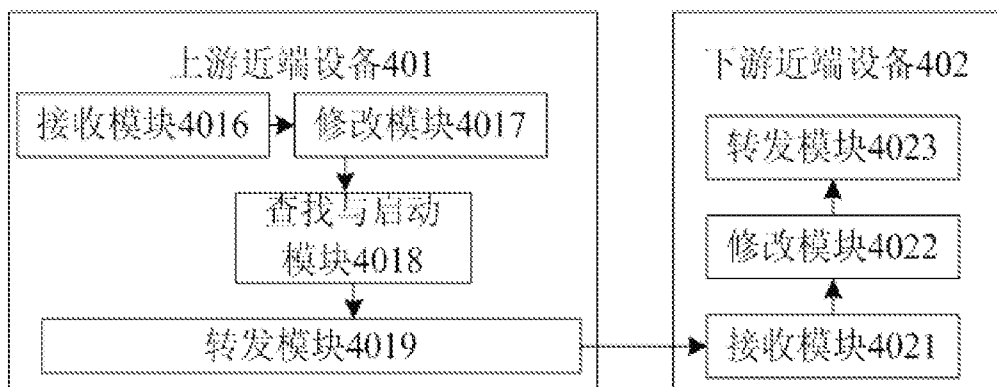 上游近端设备401
接收模块4016
修改模块4017
查找与启动
模块4018
转发模块4019
下游近端设备402
转发模块4023
修改模块4022
接收模块4021